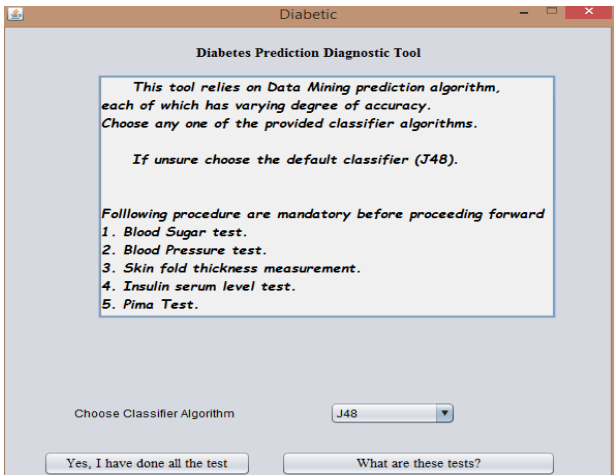 Diabetic
Diabetes Prediction Diagnostic Tool
This tool relies on Data Mining prediction algorithm,
each of which has varying degree of accuracy.
Choose any one of the provided classifier algorithms.
If unsure choose the default classifier (J48).
Folllowing procedure are mandatory before proceeding forward
1. Blood Sugar test.
2. Blood Pressure test.
3. Skin fold thickness measurement.
4. Insulin serum level test.
5. Pima Test.
Choose Classifier Algorithm J48
Yes, I have done all the test What are these tests?